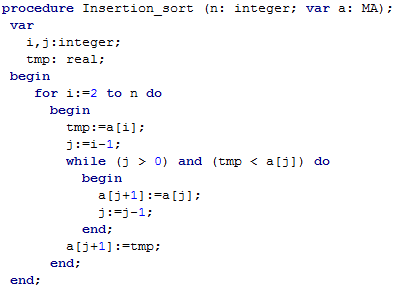 procedure Insertion_sort (n: integer; var a: MA);
var
i,j:integer;
tmp: real;
begin
for i:=2 to n do
begin
tmp:=a[i];
j:=i-1;
while (j > 0) and (tmp < a[j]) do
begin
a[j+1]:=a[j];
j:=j-1;
end;
a[j+1]:=tmp;
end;
end;